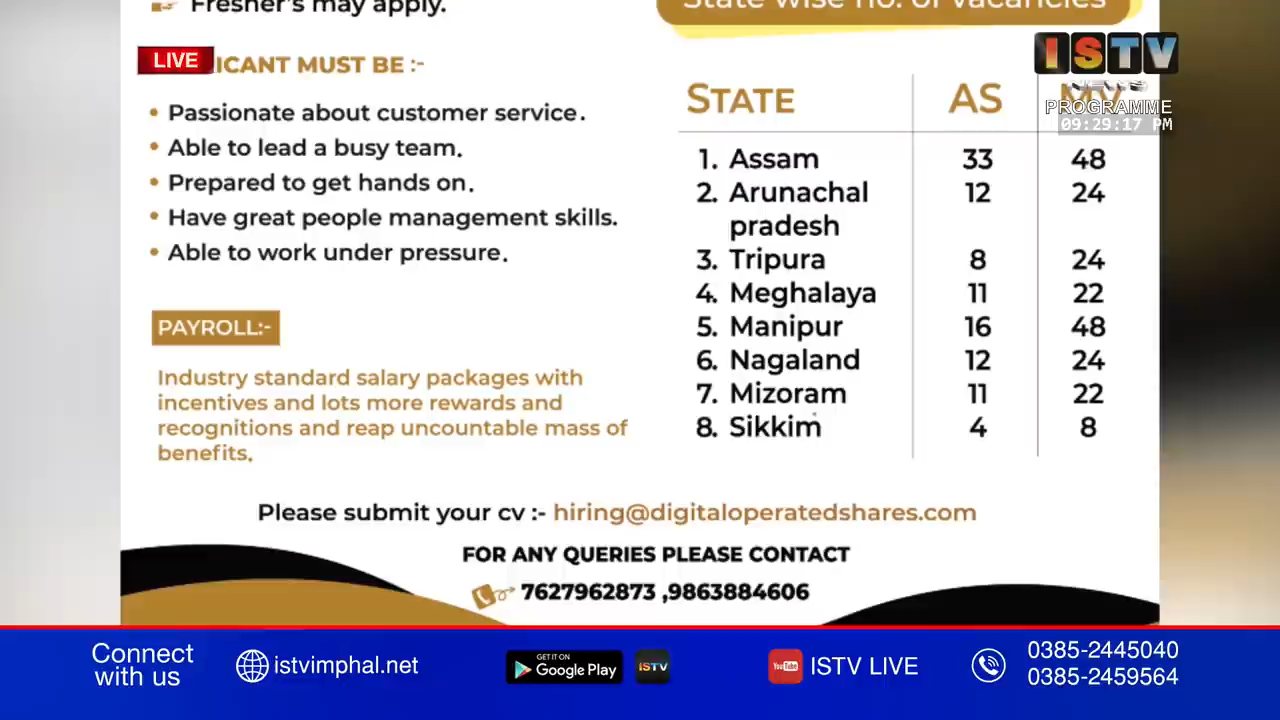 Fresher's may apply.
State wise no. of vacancies
LIVE
ICANT MUST BE :-
ISTV
NEWS
PROGRAMME
09:29:17 PM
• Passionate about customer service.
• Able to lead a busy team.
• Prepared to get hands on.
• Have great people management skills.
• Able to work under pressure.
PAYROLL:-
Industry standard salary packages with
incentives and lots more rewards and
recognitions and reap uncountable mass of
benefits.
STATE AS MV
1. Assam 33 48
2. Arunachal 12 24
pradesh
3. Tripura 8 24
4. Meghalaya 11 22
5. Manipur 16 48
6. Nagaland 12 24
7. Mizoram 11 22
8. Sikkim 4 8
Please submit your cv :- hiring@digitaloperatedshares.com
FOR ANY QUERIES PLEASE CONTACT
7627962873 ,9863884606
Connect
with us
istvimphal.net
GET IT ON
Google Play
ISTV
YouTube
ISTV LIVE
0385-2445040
0385-2459564